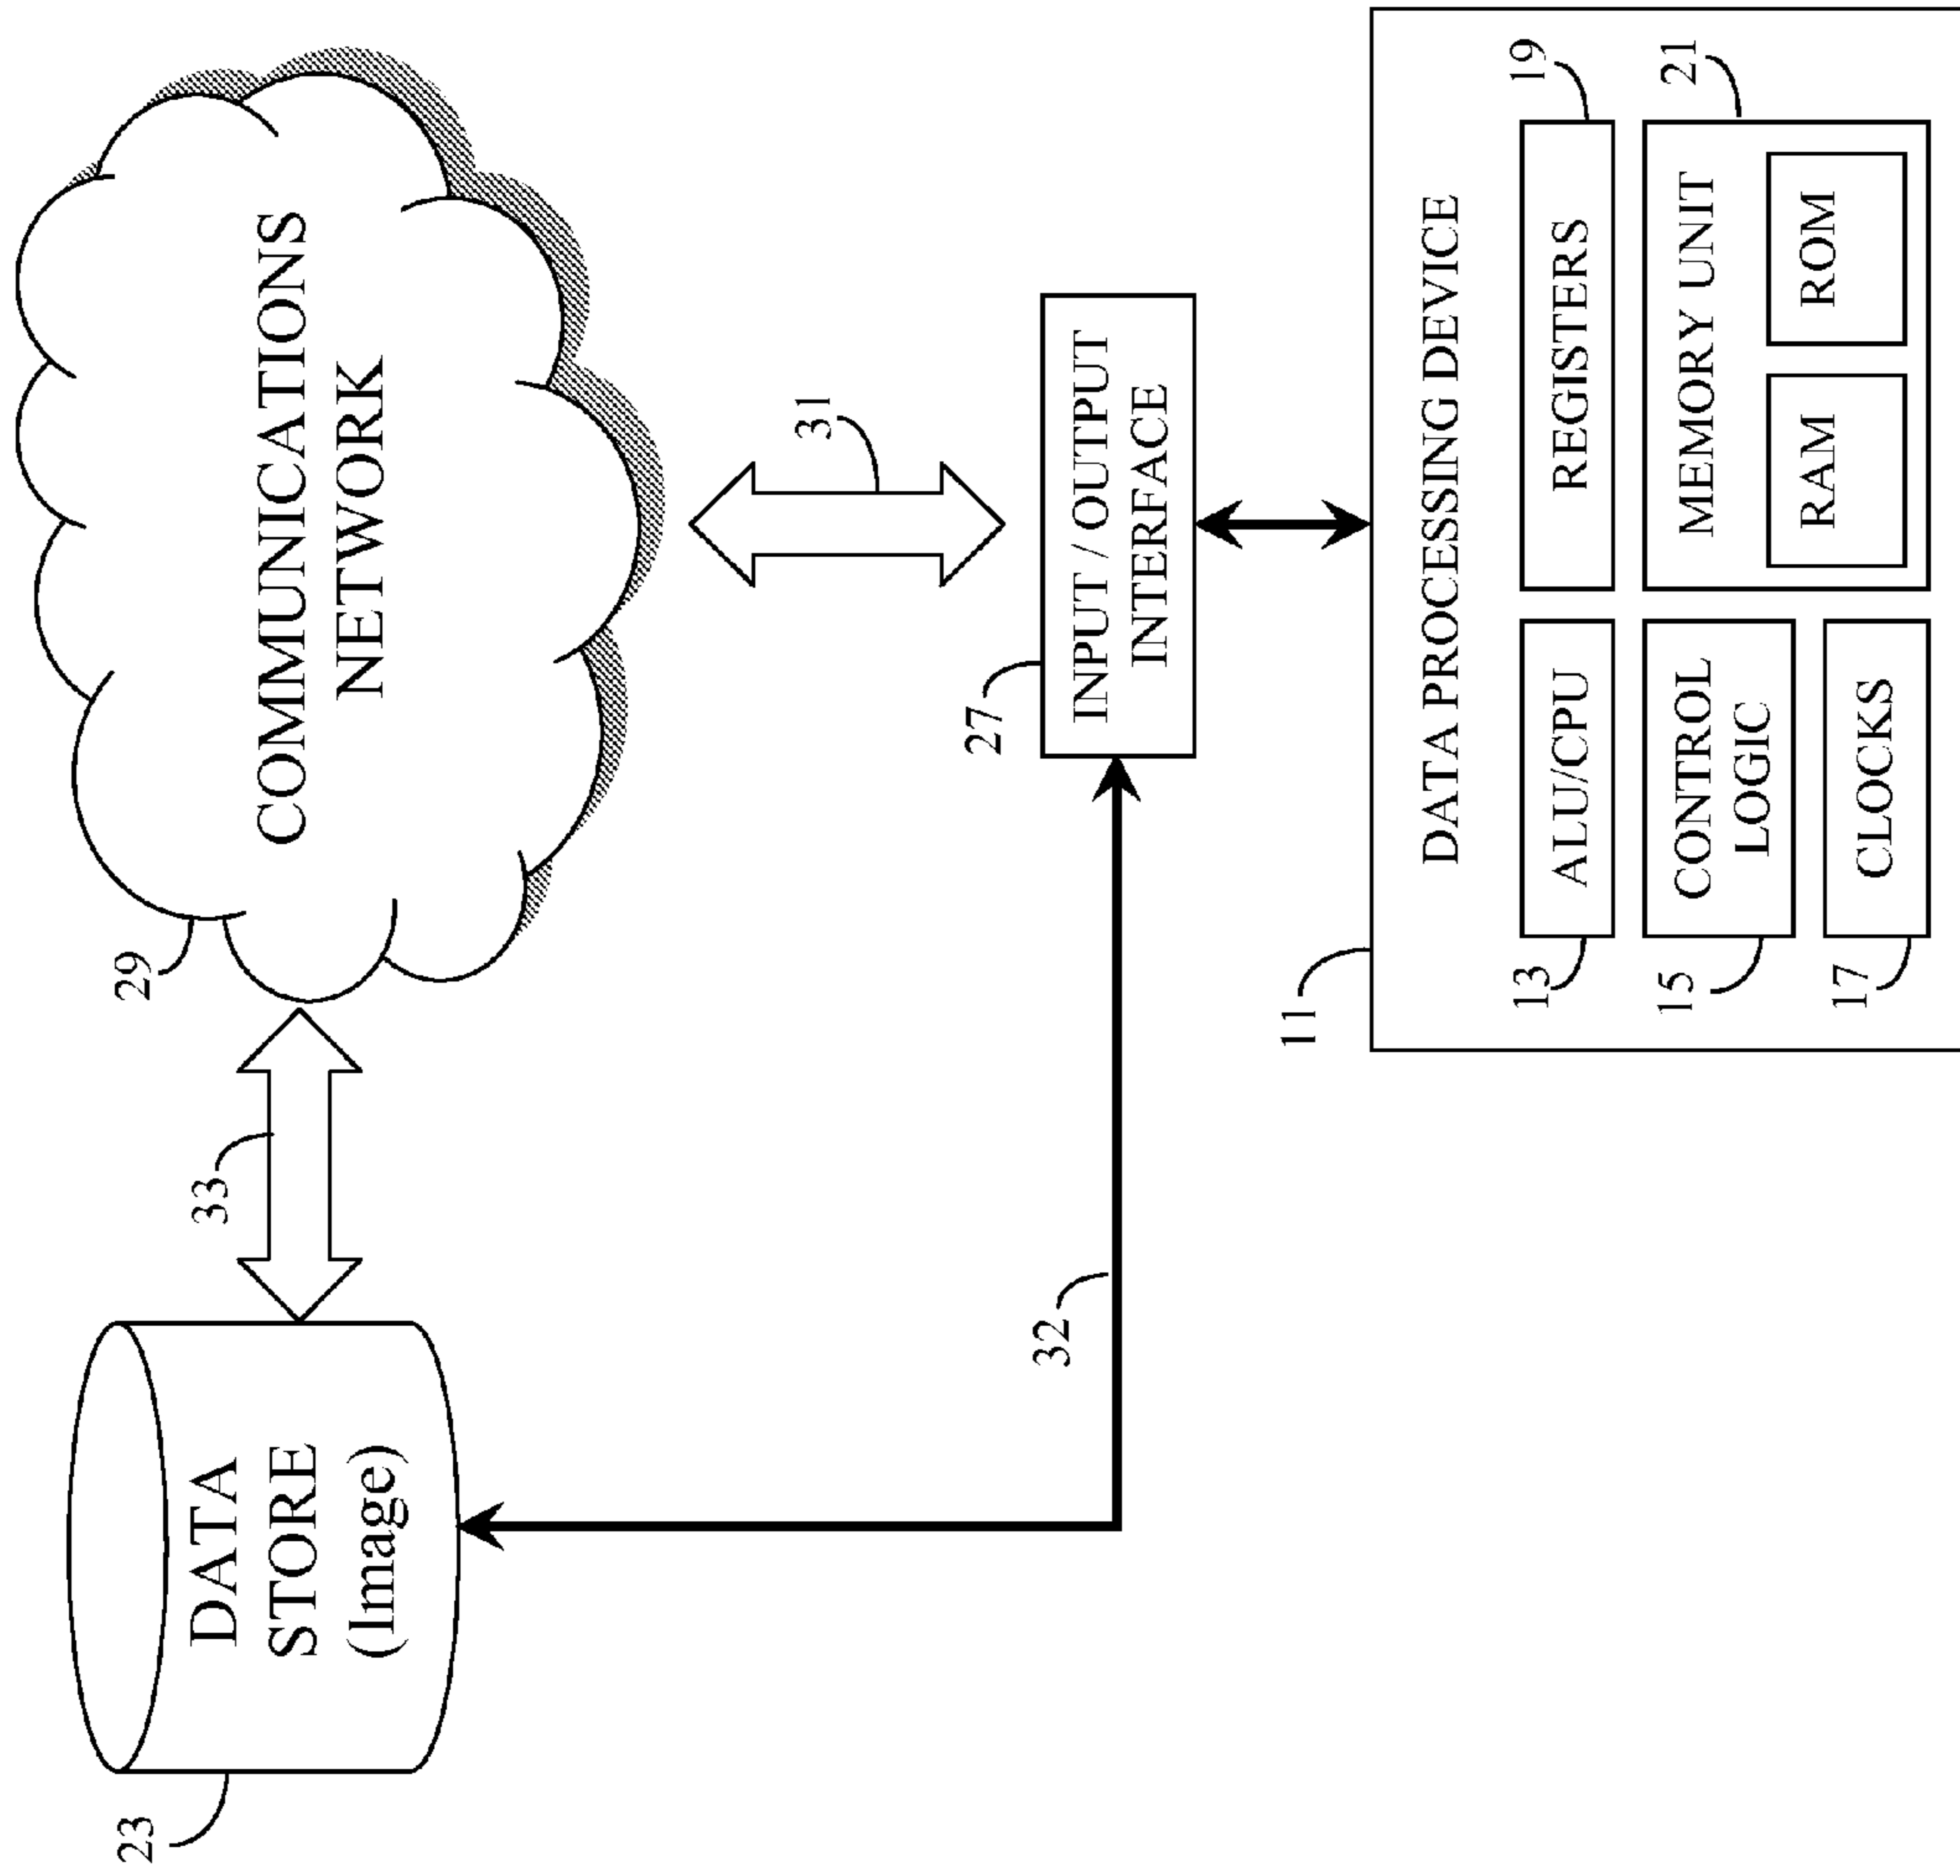 23
DATA
STORE
(Image)
33
29
COMMUNICATIONS
NETWORK
32
31
27
INPUT / OUTPUT
INTERFACE
11
DATA PROCESSING DEVICE
13
ALU/CPU
REGISTERS
19
15
CONTROL
LOGIC
MEMORY UNIT
21
17
CLOCKS
RAM
ROM